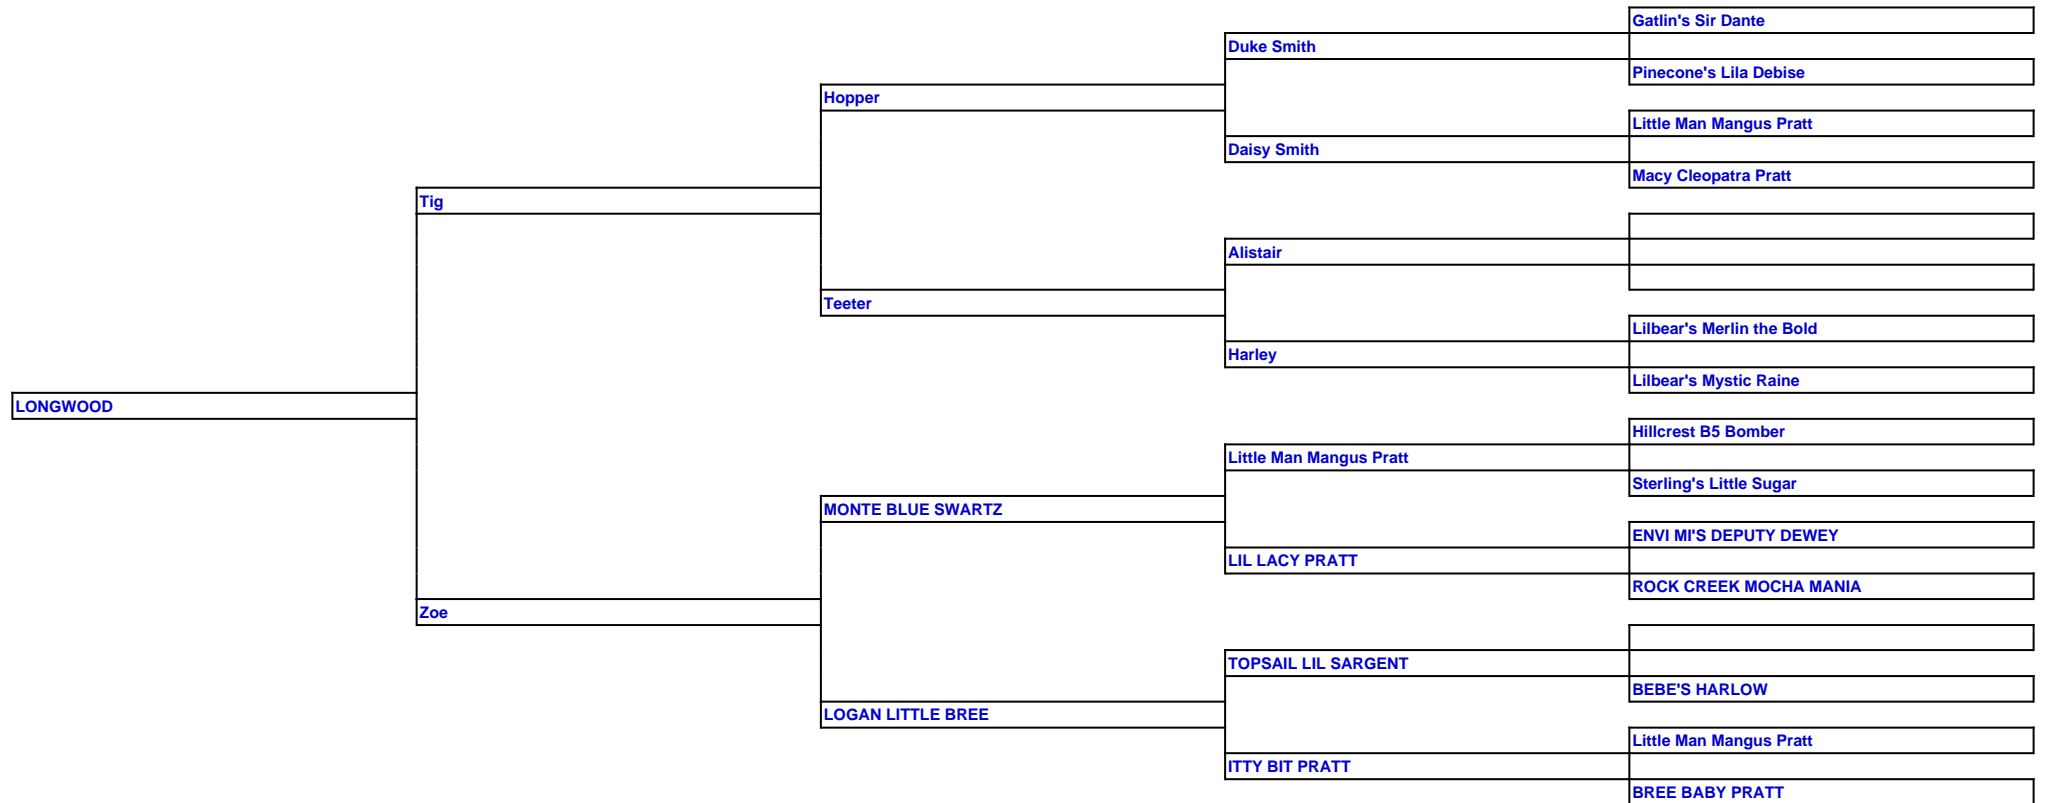 Gatlin's Sir Dante
Duke Smith
Pinecone's Lila Debise
Hopper
Little Man Mangus Pratt
Daisy Smith
Macy Cleopatra Pratt
Tig
Alistair
Teeter
Lilbear's Merlin the Bold
Harley
Lilbear's Mystic Raine
LONGWOOD
Hillcrest B5 Bomber
Little Man Mangus Pratt
Sterling's Little Sugar
MONTE BLUE SWARTZ
ENVI MI'S DEPUTY DEWEY
LIL LACY PRATT
ROCK CREEK MOCHA MANIA
Zoe
TOPSAIL LIL SARGENT
BEBE'S HARLOW
LOGAN LITTLE BREE
Little Man Mangus Pratt
ITTY BIT PRATT
BREE BABY PRATT